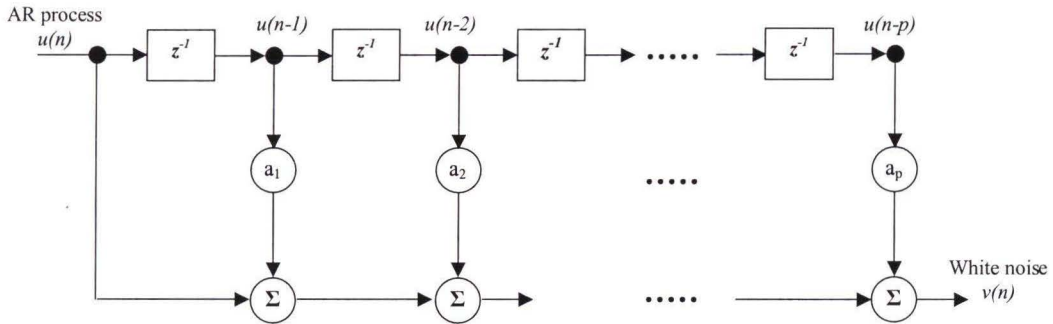 AR process
u(n)
u(n-1)
u(n-2)
u(n-p)
z⁻¹
z⁻¹
z⁻¹
.....
z⁻¹
a₁
a₂
.....
aₚ
Σ
Σ
.....
Σ
White noise
v(n)